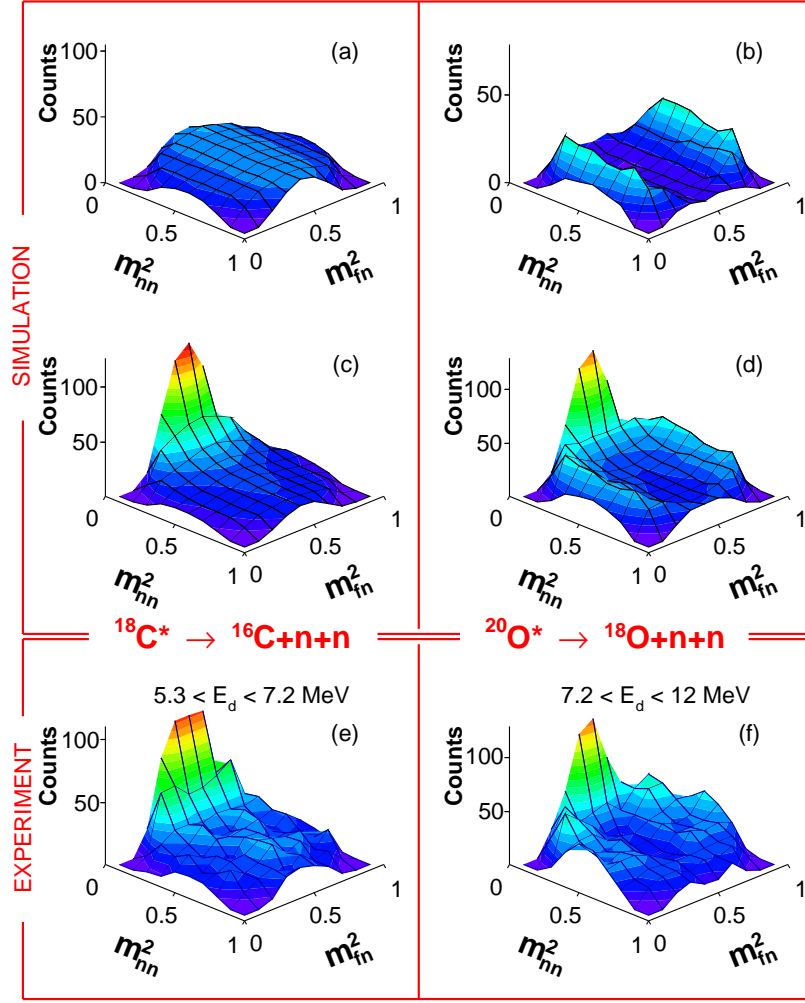 SIMULATION
(a)
Counts
100
50
0
0
0.5
1
0
0.5
1
m²nn
m²fn
(b)
Counts
50
0
0
0.5
1
0
0.5
1
m²nn
m²fn
(c)
Counts
100
50
0
0.5
1
0
0.5
1
m²nn
m²fn
(d)
Counts
100
50
0
0.5
1
0
0.5
1
m²nn
m²fn
¹⁸C* → ¹⁶C+n+n
²⁰O* → ¹⁸O+n+n
EXPERIMENT
5.3 < E_d < 7.2 MeV
(e)
Counts
100
50
0
0.5
1
0
0.5
1
m²nn
m²fn
7.2 < E_d < 12 MeV
(f)
Counts
100
50
0
0.5
1
0
0.5
1
m²nn
m²fn